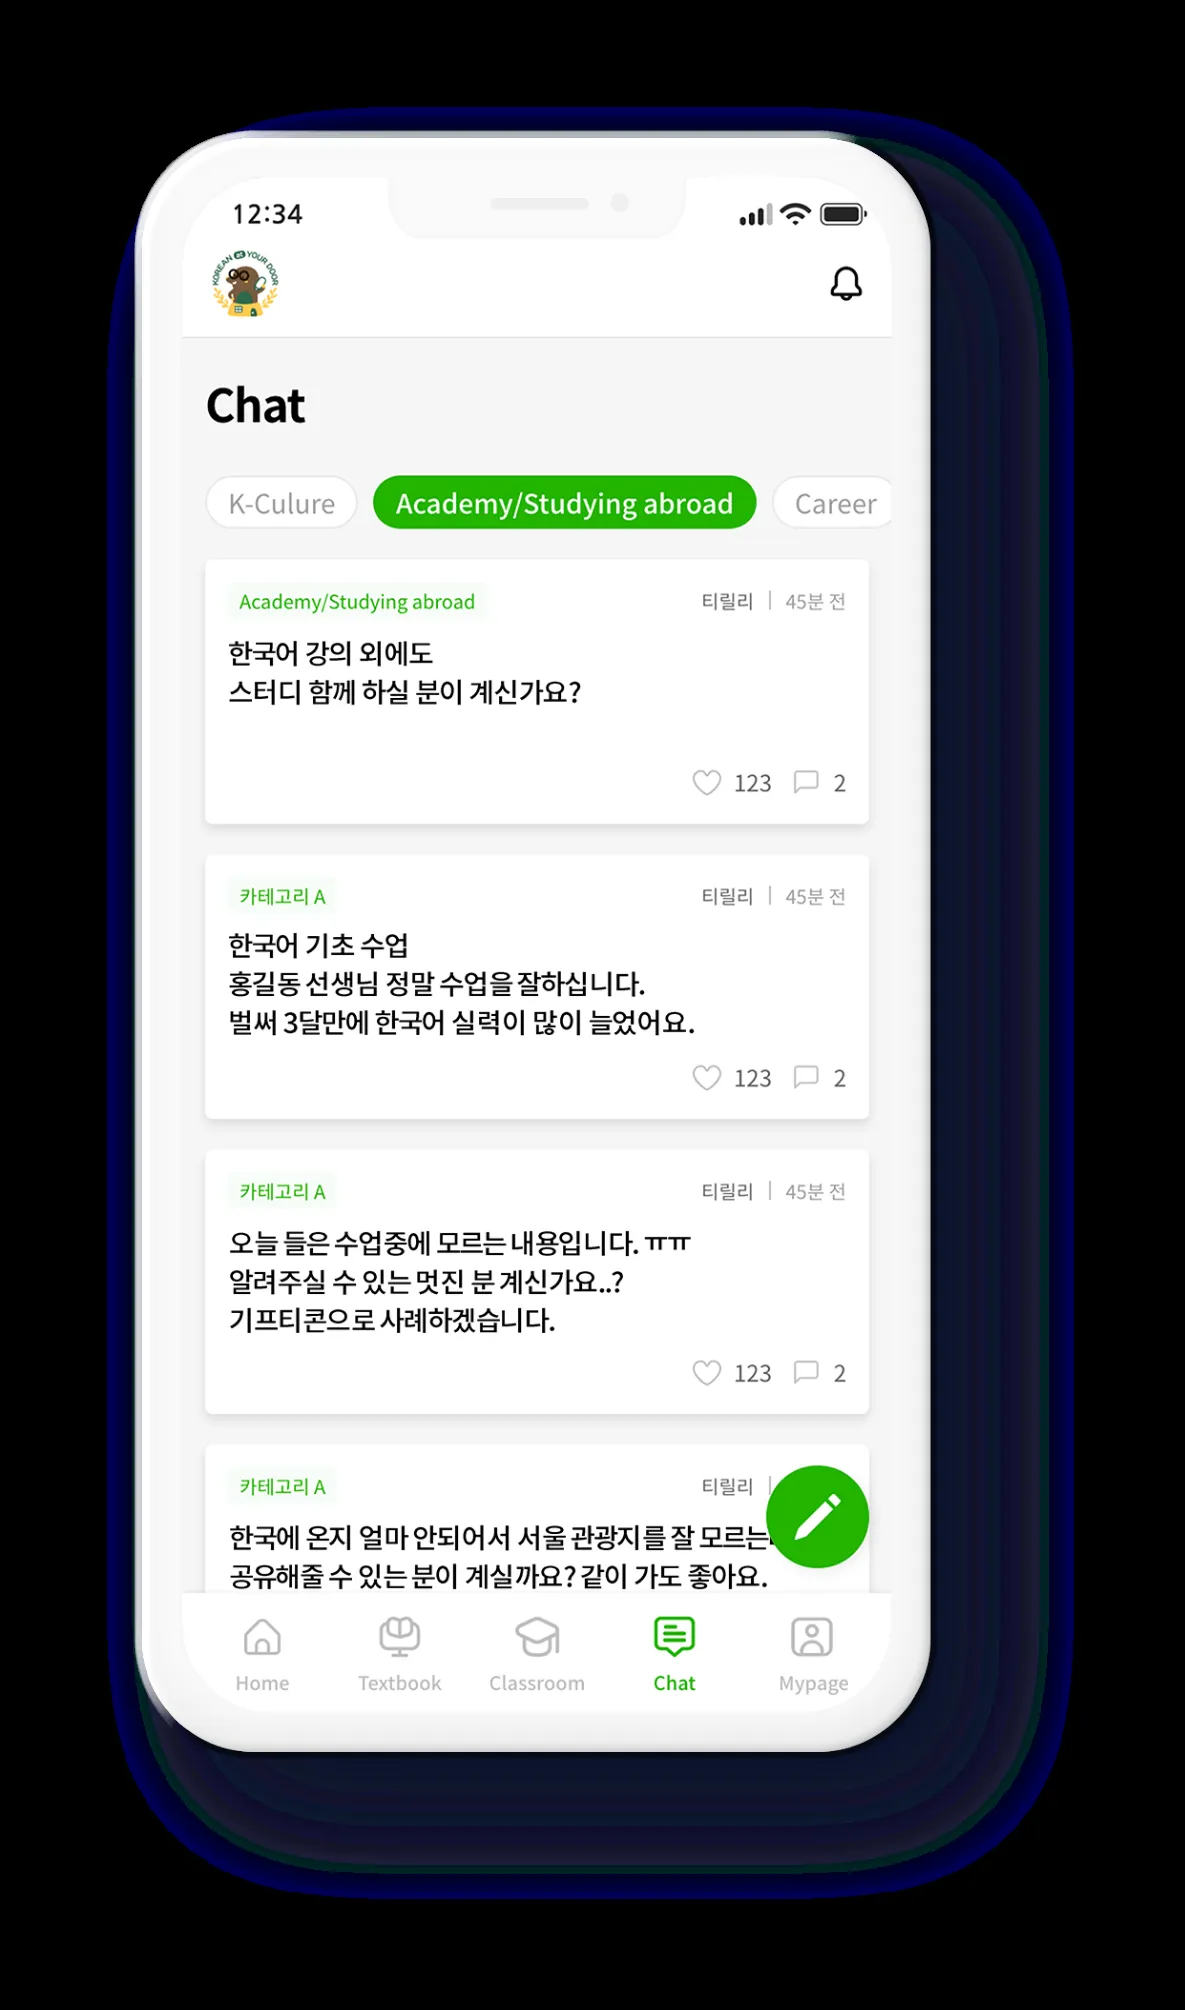 12:34
KOREAN at YOUR DOOR
Chat
K-Culure
Academy/Studying abroad
Career
Academy/Studying abroad
티릴리 | 45분 전
한국어 강의 외에도
스터디 함께 하실 분이 계신가요?
123 2
카테고리 A
티릴리 | 45분 전
한국어 기초 수업
홍길동 선생님 정말 수업을 잘하십니다.
벌써 3달만에 한국어 실력이 많이 늘었어요.
123 2
카테고리 A
티릴리 | 45분 전
오늘 들은 수업중에 모르는 내용입니다. ㅠㅠ
알려주실 수 있는 멋진 분 계신가요..?
기프티콘으로 사례하겠습니다.
123 2
카테고리 A
티릴리 |
한국에 온지 얼마 안되어서 서울 관광지를 잘 모르는
공유해줄 수 있는 분이 계실까요? 같이 가도 좋아요.
Home
Textbook
Classroom
Chat
Mypage